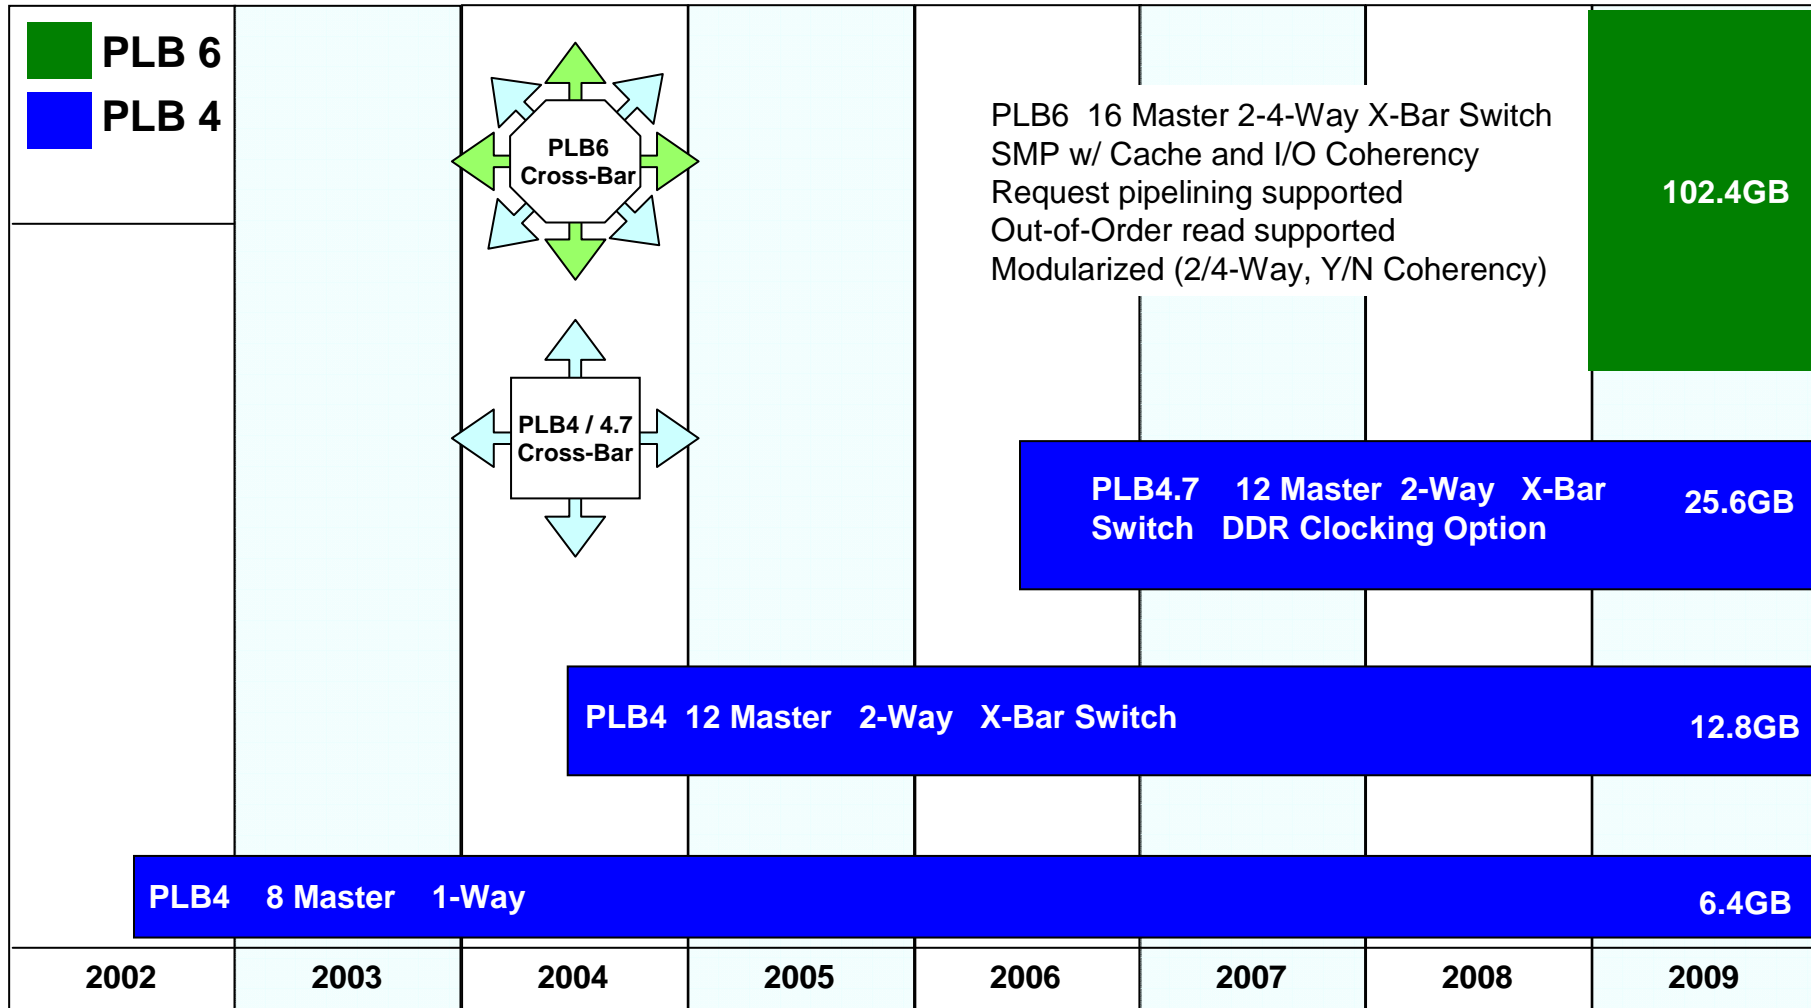 PLB 6
PLB 4
PLB6
Cross-Bar
PLB6 16 Master 2-4-Way X-Bar Switch
SMP w/ Cache and I/O Coherency
Request pipelining supported
Out-of-Order read supported
Modularized (2/4-Way, Y/N Coherency)
102.4GB
PLB4 / 4.7
Cross-Bar
PLB4.7 12 Master 2-Way X-Bar
Switch DDR Clocking Option
25.6GB
PLB4 12 Master 2-Way X-Bar Switch
12.8GB
PLB4 8 Master 1-Way
6.4GB
2002 2003 2004 2005 2006 2007 2008 2009